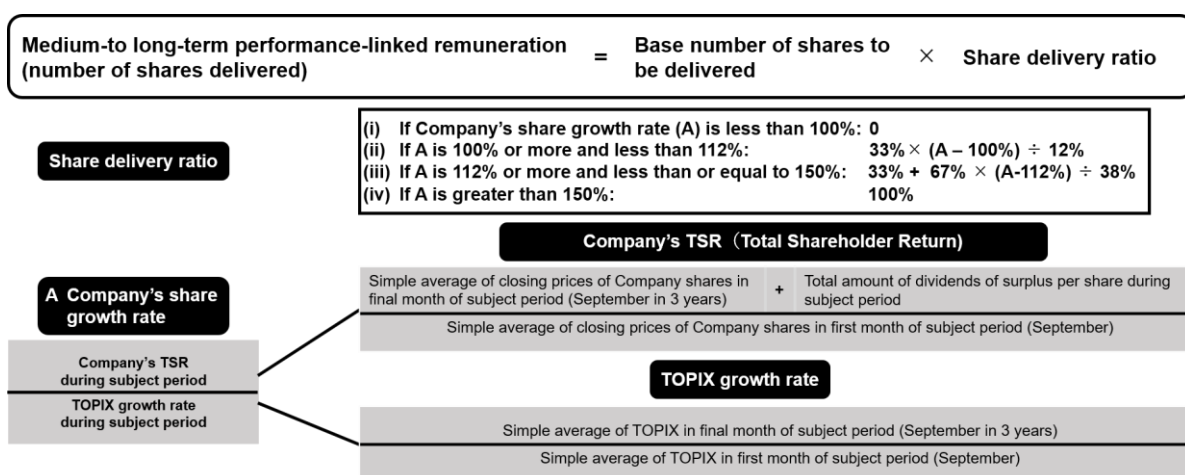 Medium-to long-term performance-linked remuneration
(number of shares delivered)
=
Base number of shares to
be delivered
×
Share delivery ratio
Share delivery ratio
(i) If Company's share growth rate (A) is less than 100%: 0
(ii) If A is 100% or more and less than 112%: 33% × (A – 100%) ÷ 12%
(iii) If A is 112% or more and less than or equal to 150%: 33% + 67% × (A-112%) ÷ 38%
(iv) If A is greater than 150%: 100%
Company's TSR（Total Shareholder Return)
A Company's share
growth rate
Simple average of closing prices of Company shares in
final month of subject period (September in 3 years)
+
Total amount of dividends of surplus per share during
subject period
Simple average of closing prices of Company shares in first month of subject period (September)
Company's TSR
during subject period
TOPIX growth rate
during subject period
TOPIX growth rate
Simple average of TOPIX in final month of subject period (September in 3 years)
Simple average of TOPIX in first month of subject period (September)